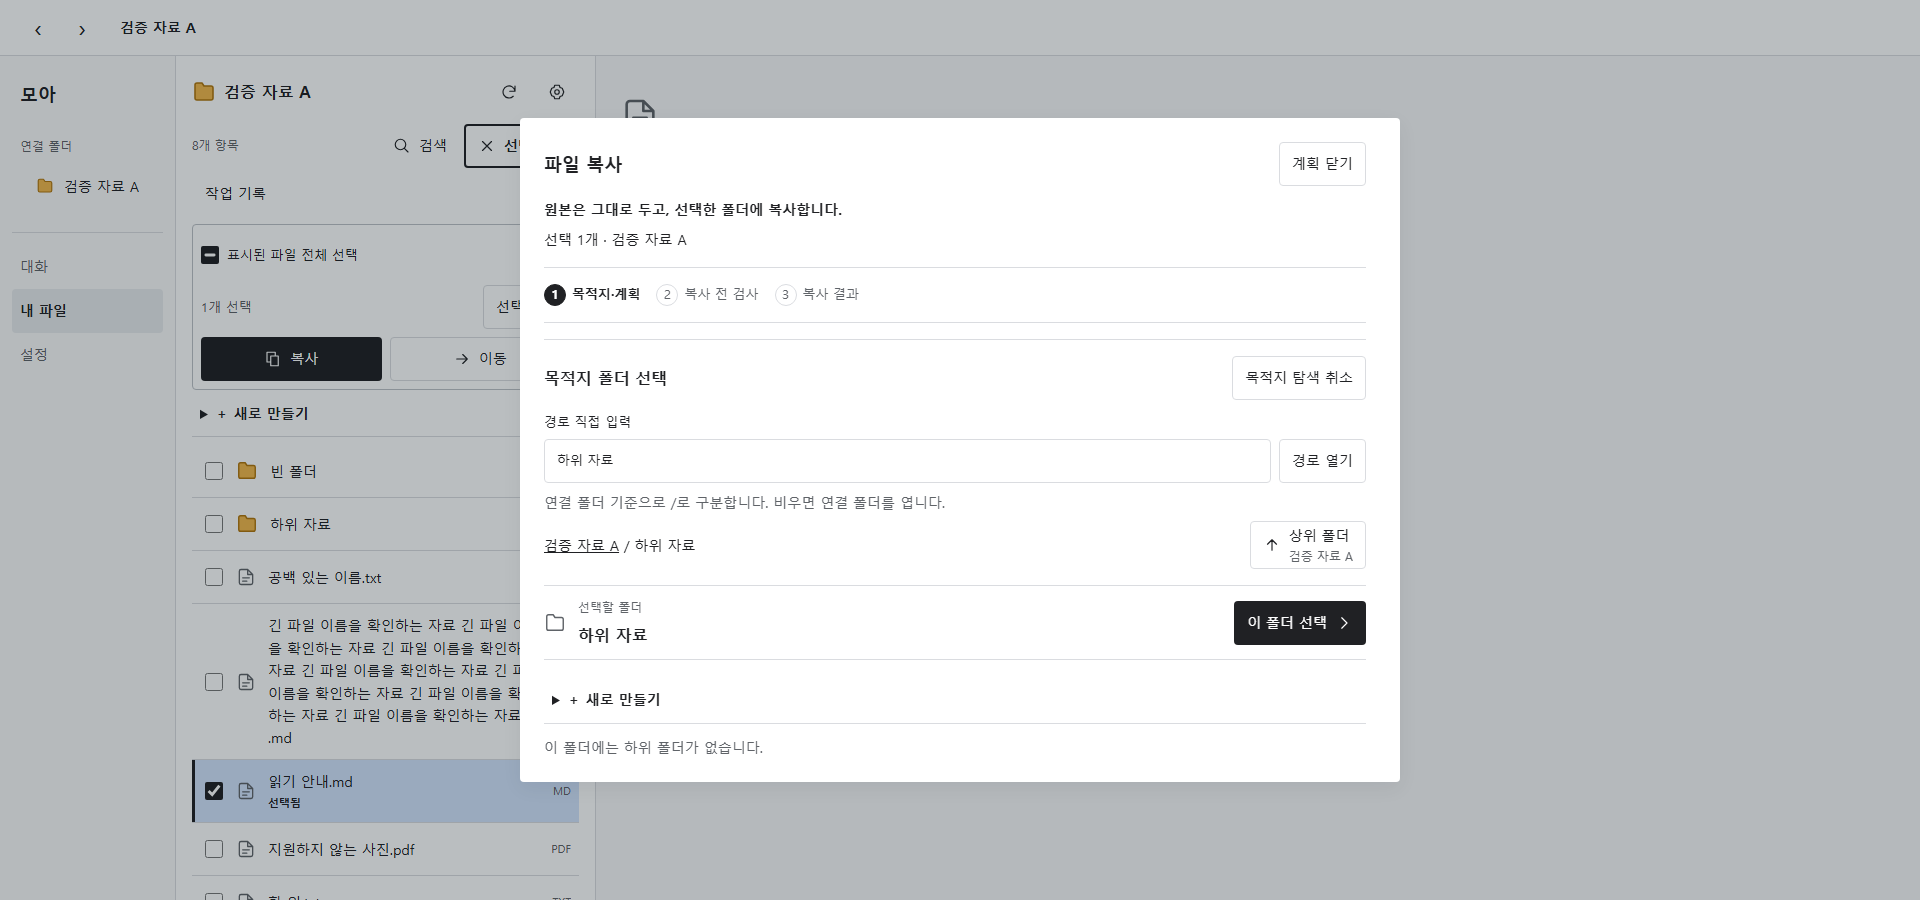 검증 자료 A
모아
연결 폴더
검증 자료 A
대화
내 파일
설정
검증 자료 A
8개 항목
검색
작업 기록
표시된 파일 전체 선택
1개 선택
선택
복사
이동
+ 새로 만들기
빈 폴더
하위 자료
공백 있는 이름.txt
긴 파일 이름을 확인하는 자료 긴 파일
을 확인하는 자료 긴 파일 이름을 확인하
자료 긴 파일 이름을 확인하는 자료 긴
이름을 확인하는 자료 긴 파일 이름을 확
하는 자료 긴 파일 이름을 확인하는 자료
.md
읽기 안내.md
선택됨
MD
지원하지 않는 사진.pdf
PDF
파일 복사
계획 닫기
원본은 그대로 두고, 선택한 폴더에 복사합니다.
선택 1개 · 검증 자료 A
1 목적지·계획 2 복사 전 검사 3 복사 결과
목적지 폴더 선택
목적지 탐색 취소
경로 직접 입력
하위 자료
경로 열기
연결 폴더 기준으로 /로 구분합니다. 비우면 연결 폴더를 엽니다.
검증 자료 A / 하위 자료
상위 폴더
검증 자료 A
선택할 폴더
하위 자료
이 폴더 선택
+ 새로 만들기
이 폴더에는 하위 폴더가 없습니다.